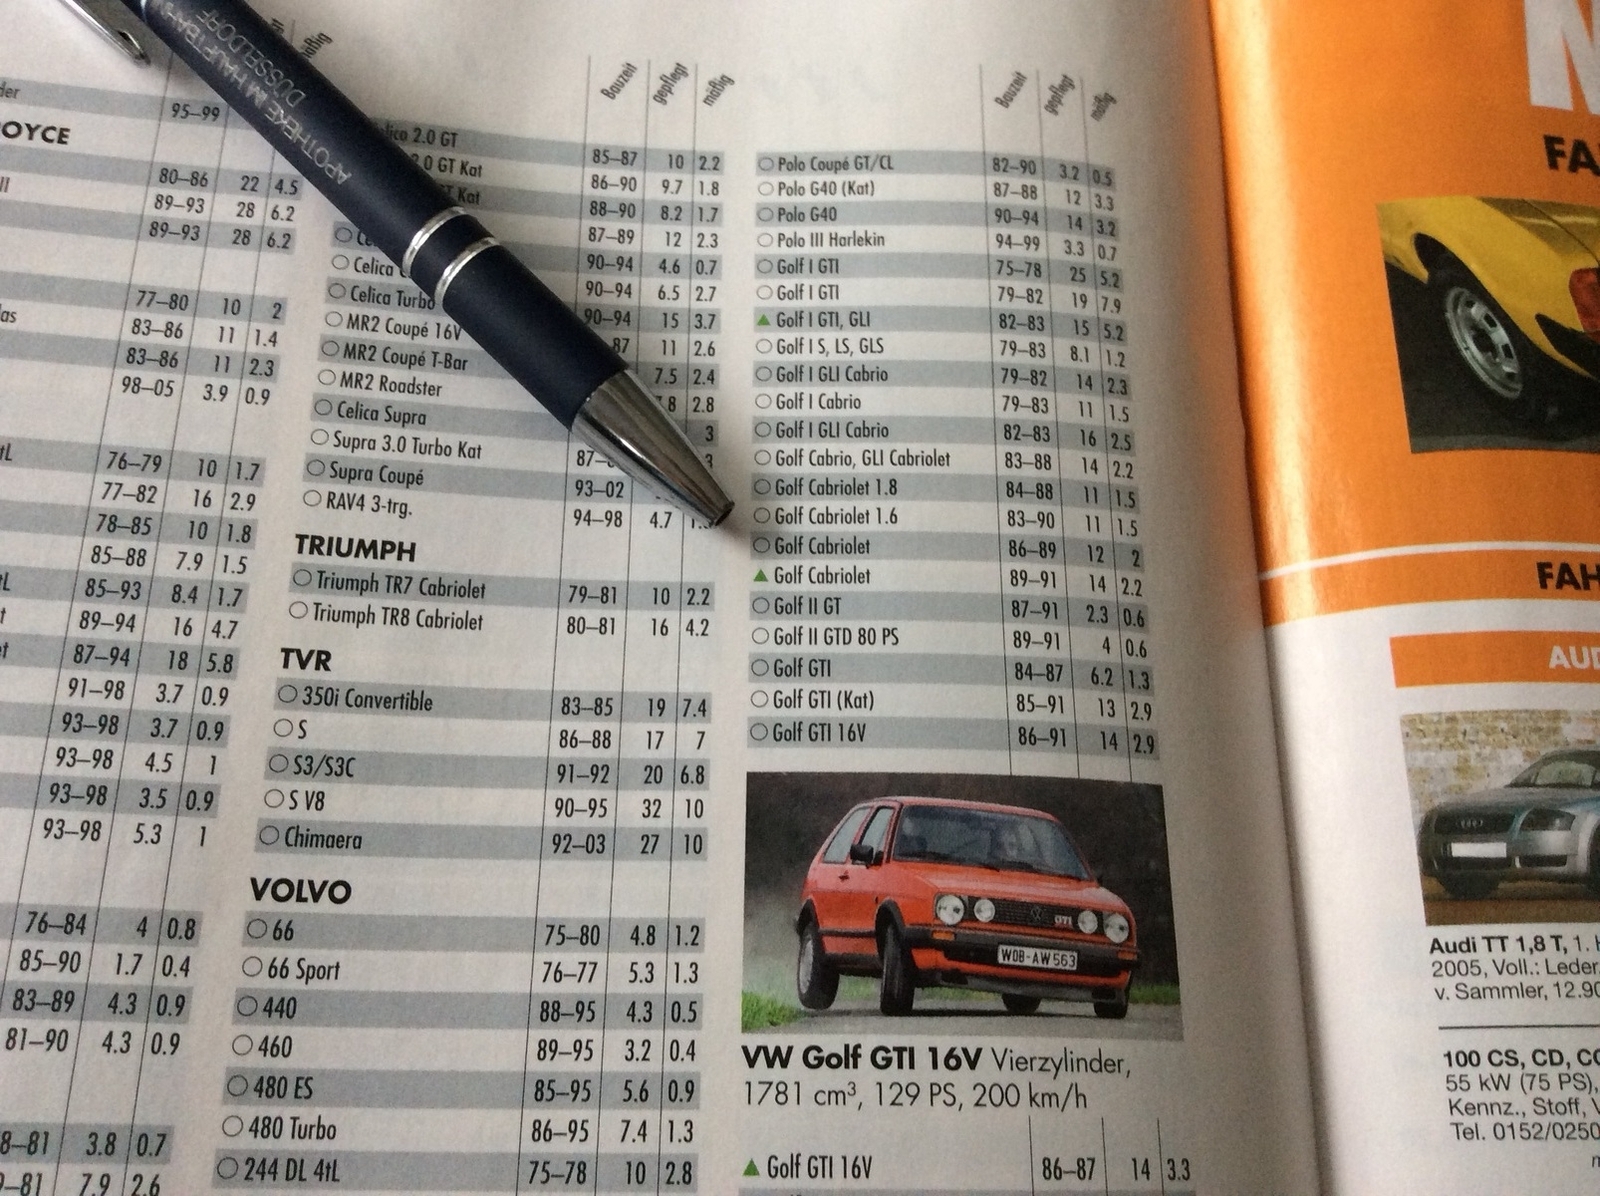 der 95–99
OYCE
80–86 22 4.5
II 89–93 28 6.2
89–93 28 6.2
77–80 10 2
las 83–86 11 1.4
83–86 11 2.3
98–05 3.9 0.9
tL 76–79 10 1.7
77–82 16 2.9
78–85 10 1.8
85–88 7.9 1.5
tL 85–93 8.4 1.7
t 89–94 16 4.7
et 87–94 18 5.8
91–98 3.7 0.9
93–98 3.7 0.9
93–98 4.5 1
93–98 3.5 0.9
93–98 5.3 1
76–84 4 0.8
85–90 1.7 0.4
83–89 4.3 0.9
81–90 4.3 0.9
8–81 3.8 0.7
9–81 7.9 2.6
APOTHEKE IM HAUPTBAH
DÜSSELDORF
Bauzeit gepflegt mäßig
lica 2.0 GT 85–87 10 2.2
2.0 GT Kat 86–90 9.7 1.8
T Kat 88–90 8.2 1.7
87–89 12 2.3
Ce 90–94 4.6 0.7
Celica C 90–94 6.5 2.7
Celica Turbo 90–94 15 3.7
MR2 Coupé 16V 87 11 2.6
MR2 Coupé T-Bar 7.5 2.4
MR2 Roadster 7.8 2.8
Celica Supra 3
Supra 3.0 Turbo Kat 87– 3
Supra Coupé 93–02
RAV4 3-trg. 94–98 4.7
TRIUMPH
Triumph TR7 Cabriolet 79–81 10 2.2
Triumph TR8 Cabriolet 80–81 16 4.2
TVR
350i Convertible 83–85 19 7.4
S 86–88 17 7
S3/S3C 91–92 20 6.8
S V8 90–95 32 10
Chimaera 92–03 27 10
VOLVO
66 75–80 4.8 1.2
66 Sport 76–77 5.3 1.3
440 88–95 4.3 0.5
460 89–95 3.2 0.4
480 ES 85–95 5.6 0.9
480 Turbo 86–95 7.4 1.3
244 DL 4tL 75–78 10 2.8
Bauzeit gepflegt mäßig
Polo Coupé GT/CL 82–90 3.2 0.5
Polo G40 (Kat) 87–88 12 3.3
Polo G40 90–94 14 3.2
Polo III Harlekin 94–99 3.3 0.7
Golf I GTI 75–78 25 5.2
Golf I GTI 79–82 19 7.9
Golf I GTI, GLI 82–83 15 5.2
Golf I S, LS, GLS 79–83 8.1 1.2
Golf I GLI Cabrio 79–82 14 2.3
Golf I Cabrio 79–83 11 1.5
Golf I GLI Cabrio 82–83 16 2.5
Golf Cabrio, GLI Cabriolet 83–88 14 2.2
Golf Cabriolet 1.8 84–88 11 1.5
Golf Cabriolet 1.6 83–90 11 1.5
Golf Cabriolet 86–89 12 2
Golf Cabriolet 89–91 14 2.2
Golf II GT 87–91 2.3 0.6
Golf II GTD 80 PS 89–91 4 0.6
Golf GTI 84–87 6.2 1.3
Golf GTI (Kat) 85–91 13 2.9
Golf GTI 16V 86–91 14 2.9
GTI
WOB-AW 563
VW Golf GTI 16V Vierzylinder,
1781 cm³, 129 PS, 200 km/h
Golf GTI 16V 86–87 14 3.3
N
FA
FAH
AUD
Audi TT 1,8 T, 1. H
2005, Voll.: Leder,
v. Sammler, 12.90
100 CS, CD, CC
55 kW (75 PS),
Kennz., Stoff, V
Tel. 0152/0250